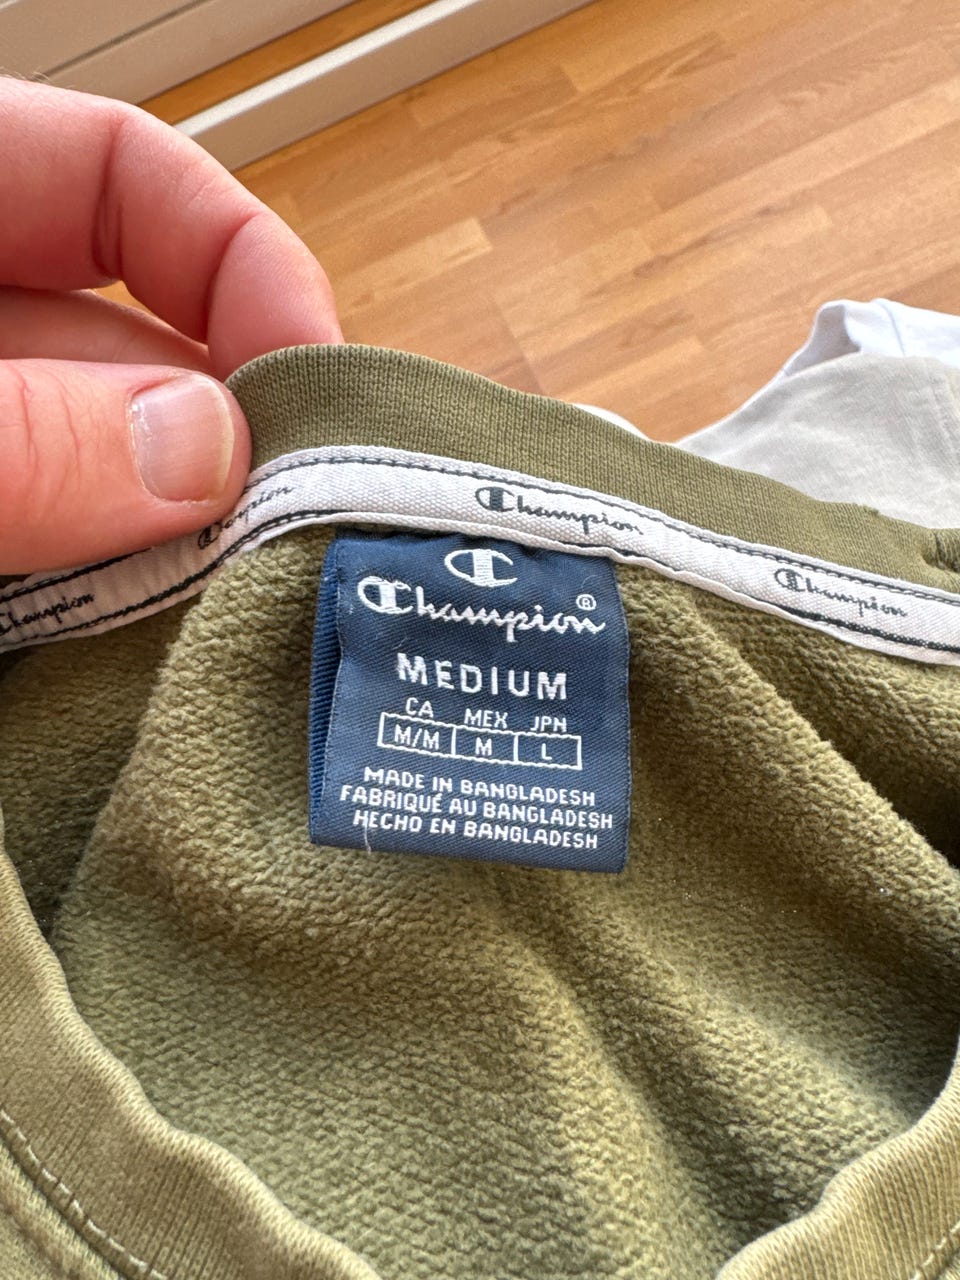 Champion
Champion
Champion
Champion
C
Champion®
MEDIUM
CA MEX JPN
M/M M L
MADE IN BANGLADESH
FABRIQUÉ AU BANGLADESH
HECHO EN BANGLADESH